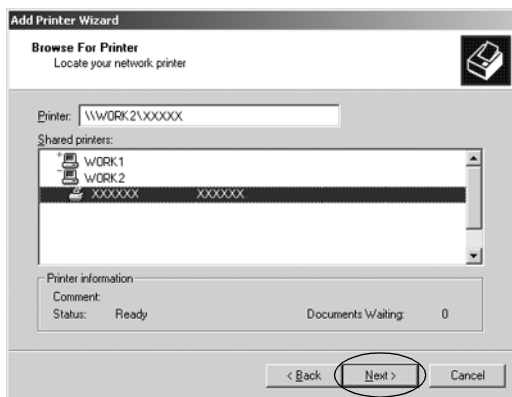 Add Printer Wizard
Browse For Printer
Locate your network printer
Printer: \\WORK2\XXXXX
Shared printers:
WORK1
WORK2
XXXXXX XXXXXX
Printer information
Comment:
Status: Ready Documents Waiting: 0
< Back Next > Cancel